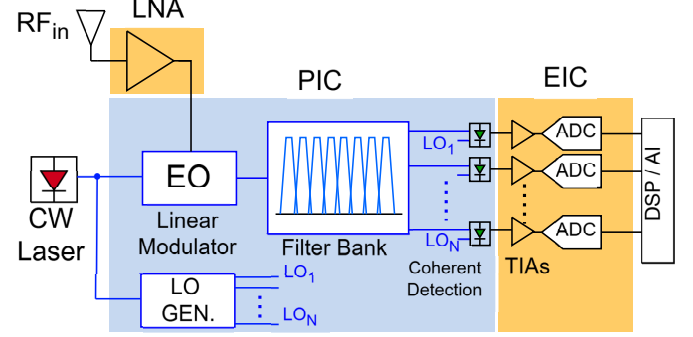 LNA
RFin
PIC
EIC
EO
Linear
Modulator
Filter Bank
LO1
LON
Coherent
Detection
ADC
ADC
ADC
TIAs
DSP / AI
CW
Laser
LO
GEN.
LO1
LON